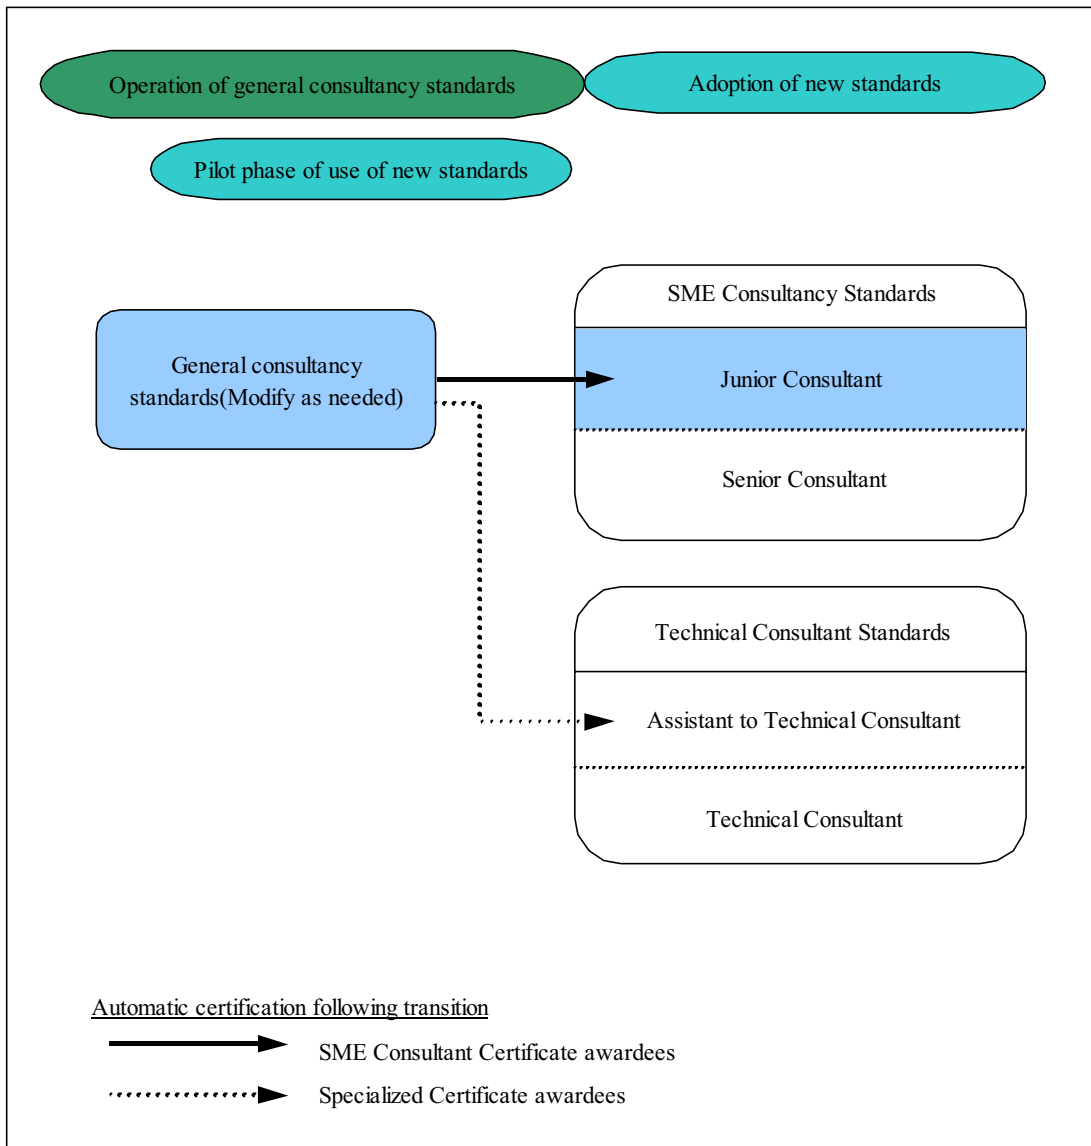 Operation of general consultancy standards
Adoption of new standards
Pilot phase of use of new standards
General consultancy
standards(Modify as needed)
SME Consultancy Standards
Junior Consultant
Senior Consultant
Technical Consultant Standards
Assistant to Technical Consultant
Technical Consultant
Automatic certification following transition
SME Consultant Certificate awardees
Specialized Certificate awardees